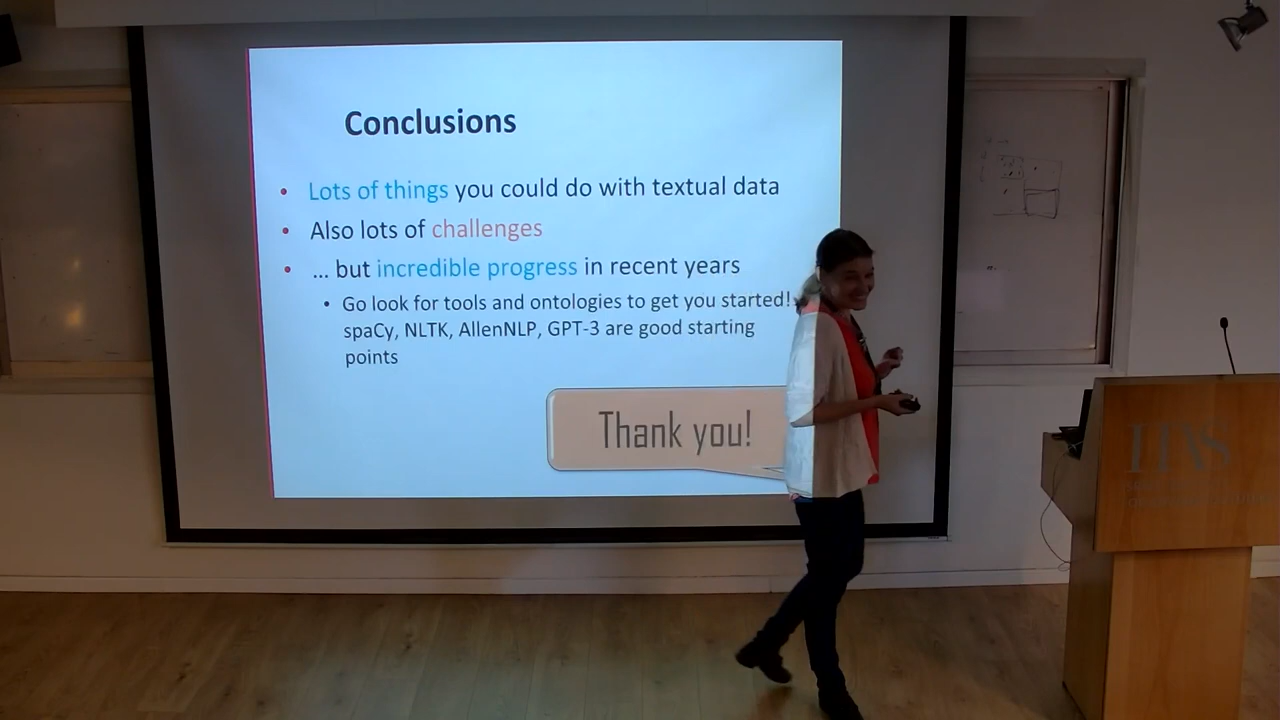 Conclusions
• Lots of things you could do with textual data
• Also lots of challenges
• ... but incredible progress in recent years
• Go look for tools and ontologies to get you started!
spaCy, NLTK, AllenNLP, GPT-3 are good starting
points
Thank you!
IIAS